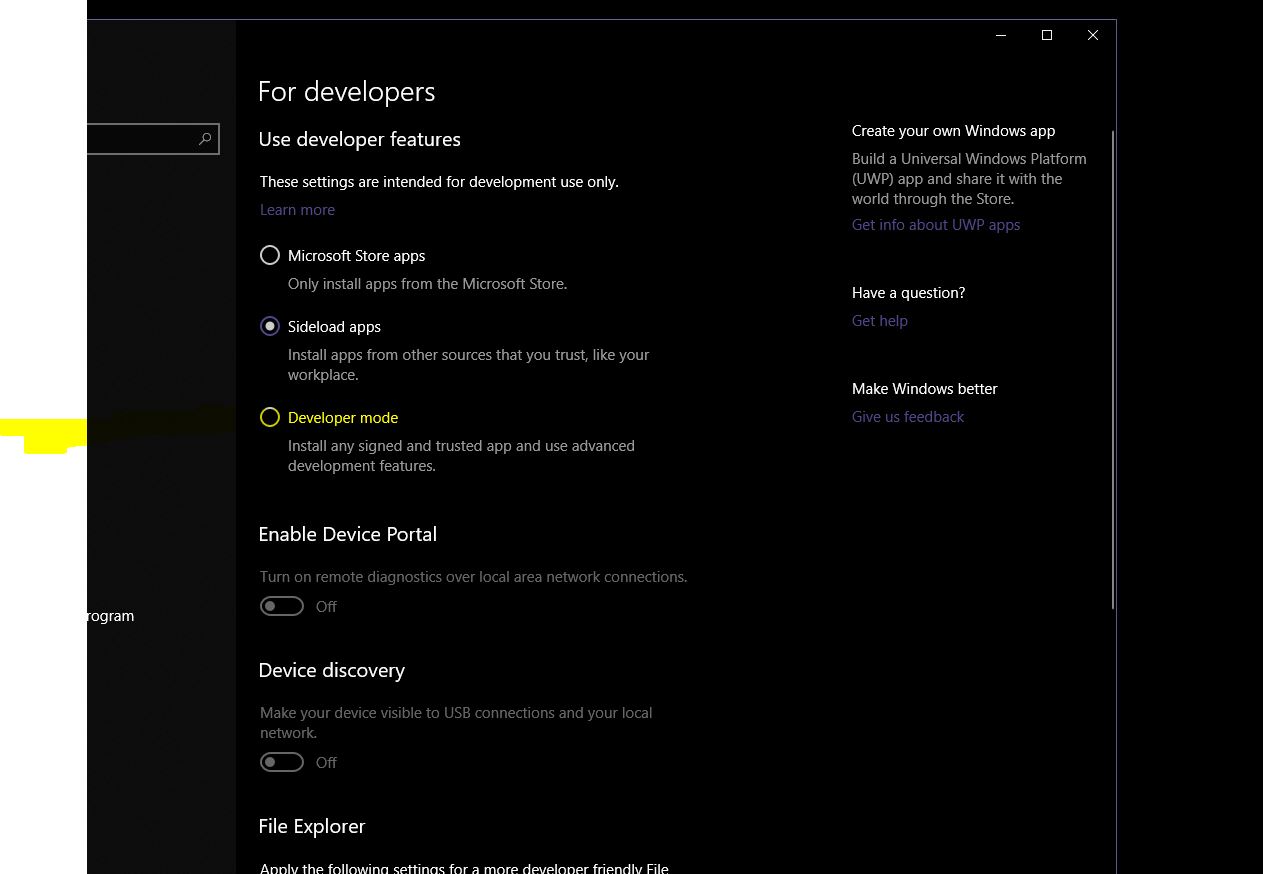 For developers
Use developer features
These settings are intended for development use only.
Learn more
Microsoft Store apps
Only install apps from the Microsoft Store.
Sideload apps
Install apps from other sources that you trust, like your
workplace.
Developer mode
Install any signed and trusted app and use advanced
development features.
Enable Device Portal
Turn on remote diagnostics over local area network connections.
Off
rogram
Device discovery
Make your device visible to USB connections and your local
network.
Off
File Explorer
Apply the following settings for a more developer friendly File
Create your own Windows app
Build a Universal Windows Platform
(UWP) app and share it with the
world through the Store.
Get info about UWP apps
Have a question?
Get help
Make Windows better
Give us feedback